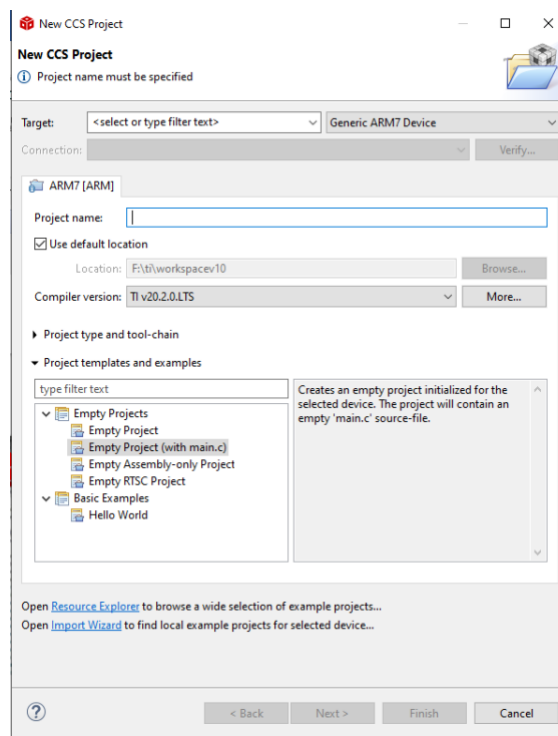 New CCS Project
New CCS Project
Project name must be specified
Target: <select or type filter text> Generic ARM7 Device
Connection: Verify...
ARM7 [ARM]
Project name:
Use default location
Location: F:\ti\workspacev10 Browse...
Compiler version: TI v20.2.0.LTS More...
Project type and tool-chain
Project templates and examples
type filter text
Creates an empty project initialized for the
selected device. The project will contain an
empty 'main.c' source-file.
Empty Projects
Empty Project
Empty Project (with main.c)
Empty Assembly-only Project
Empty RTSC Project
Basic Examples
Hello World
Open Resource Explorer to browse a wide selection of example projects...
Open Import Wizard to find local example projects for selected device...
? < Back Next > Finish Cancel